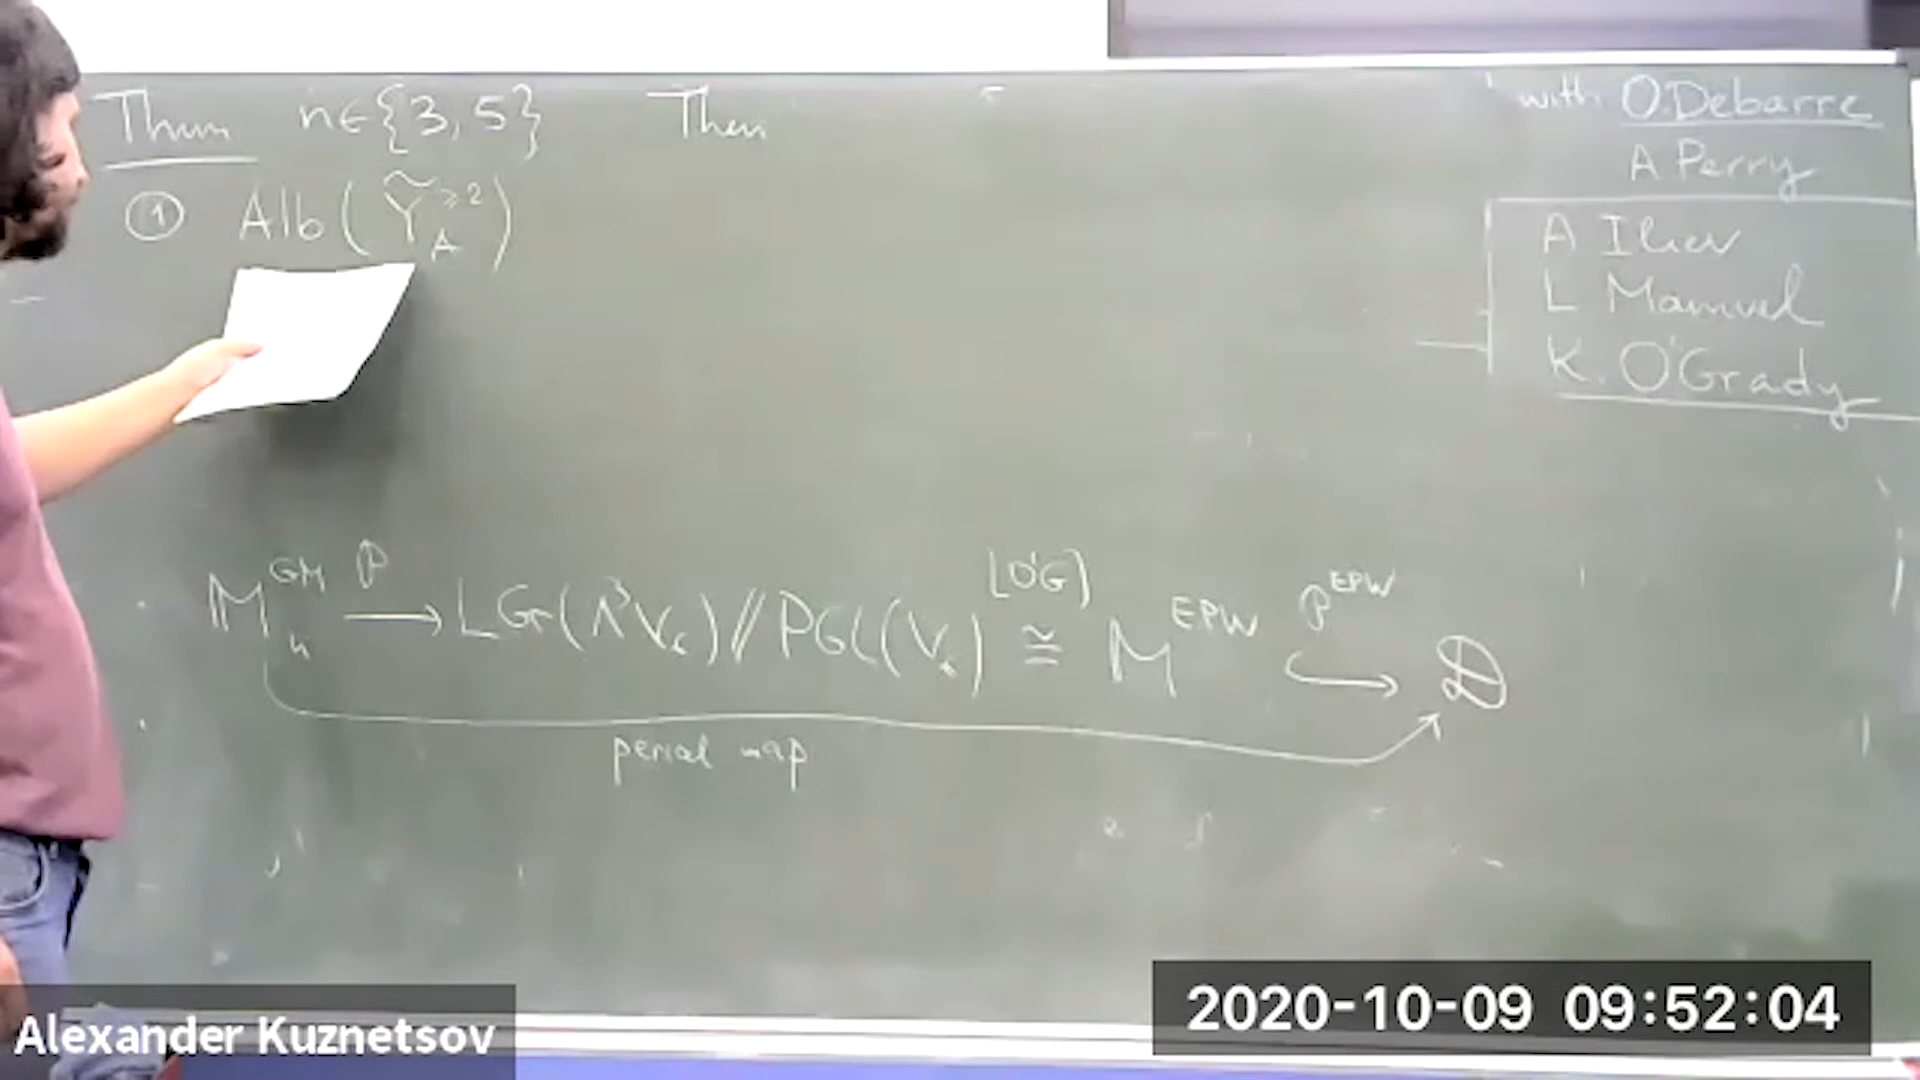 Thm n∈{3,5} Then
① Alb(Ỹ_A^{≥2})
with O.Debarre
A Perry
A Iliev
L Manivel
K. O'Grady
M_n^{GM} 𝒫 → LGr(Λ³V₆)//PGL(V₆) [O'G] ≅ M^{EPW} 𝒫^{EPW} ↪ 𝒟
period map
2020-10-09 09:52:04
Alexander Kuznetsov